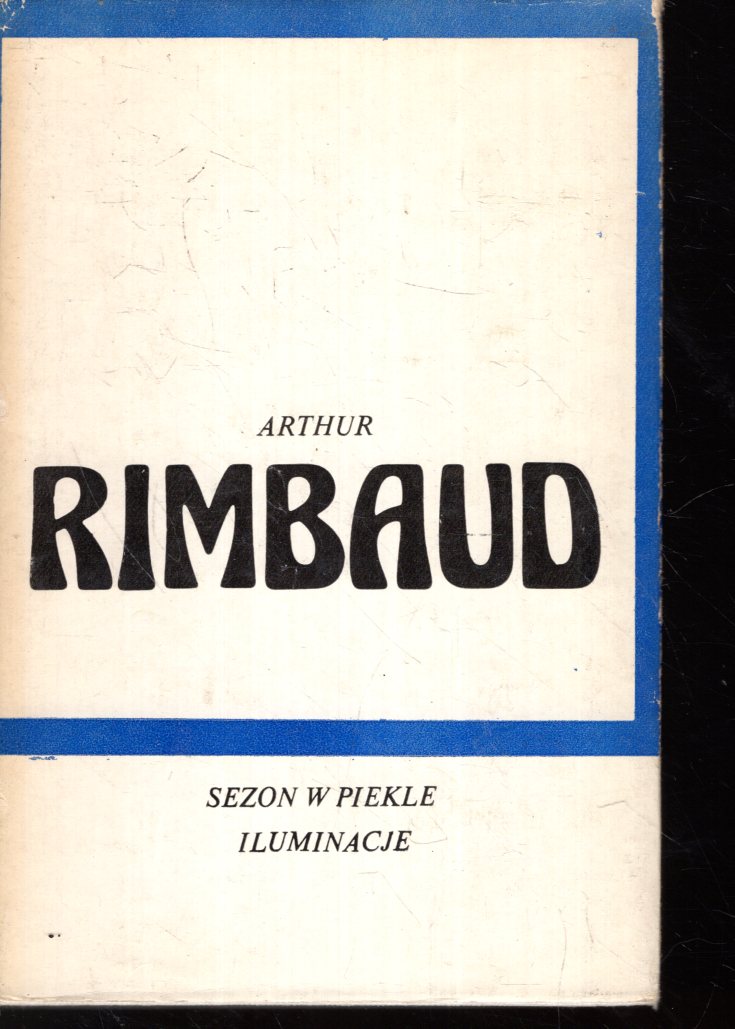 ARTHUR
RIMBAUD
SEZON W PIEKLE
ILUMINACJE